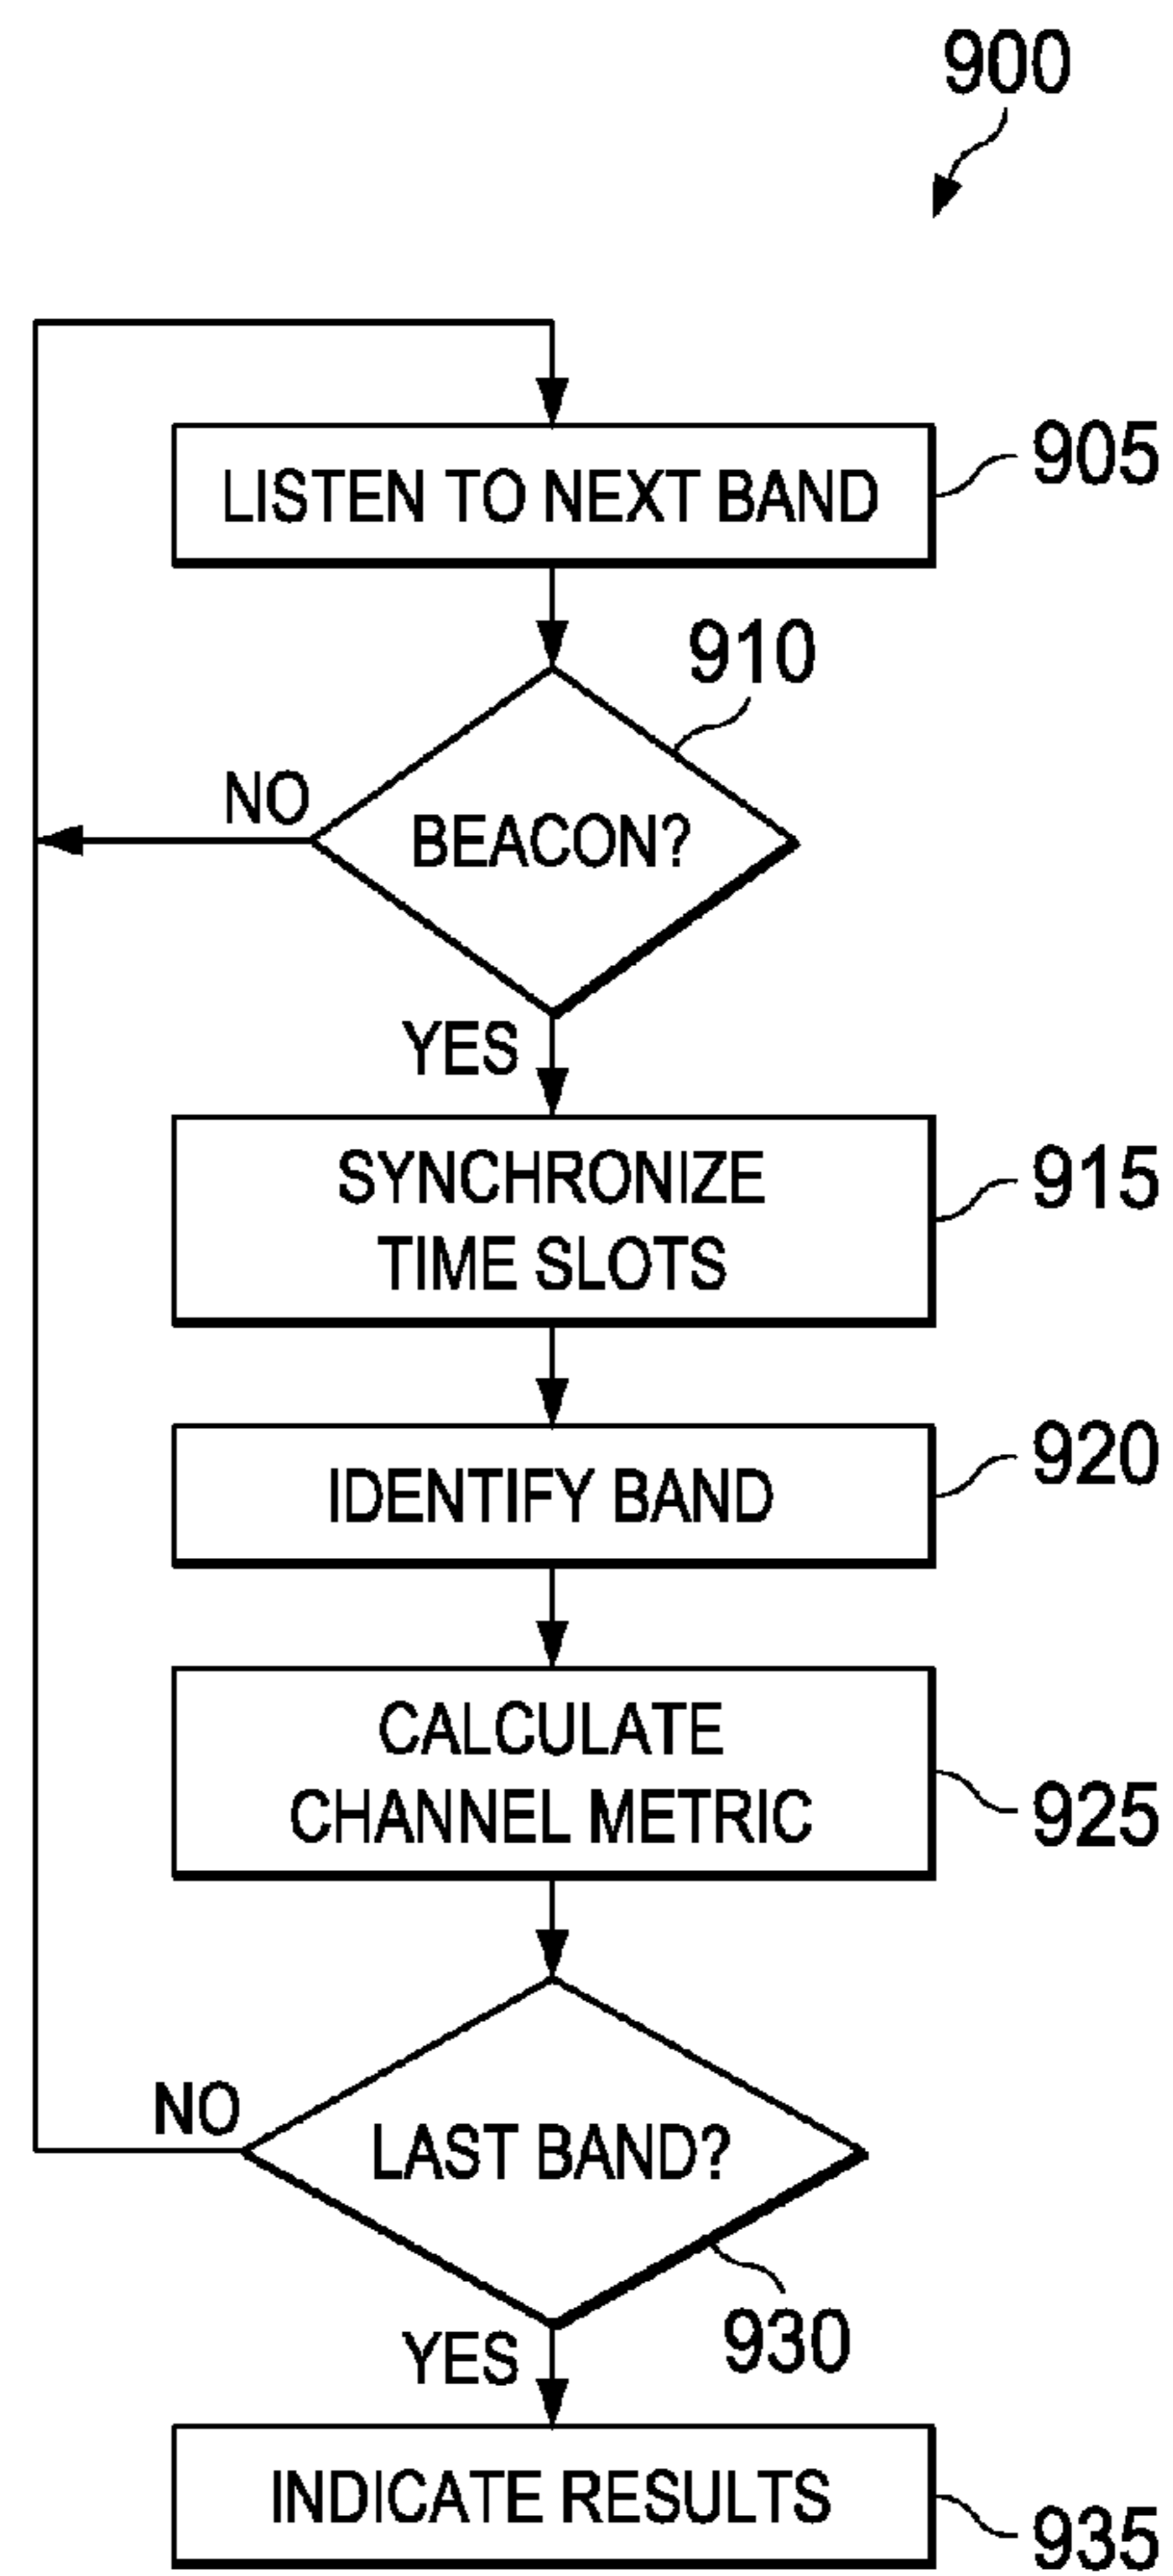 900
LISTEN TO NEXT BAND
905
910
NO
BEACON?
YES
SYNCHRONIZE
TIME SLOTS
915
IDENTIFY BAND
920
CALCULATE
CHANNEL METRIC
925
NO
LAST BAND?
930
YES
INDICATE RESULTS
935